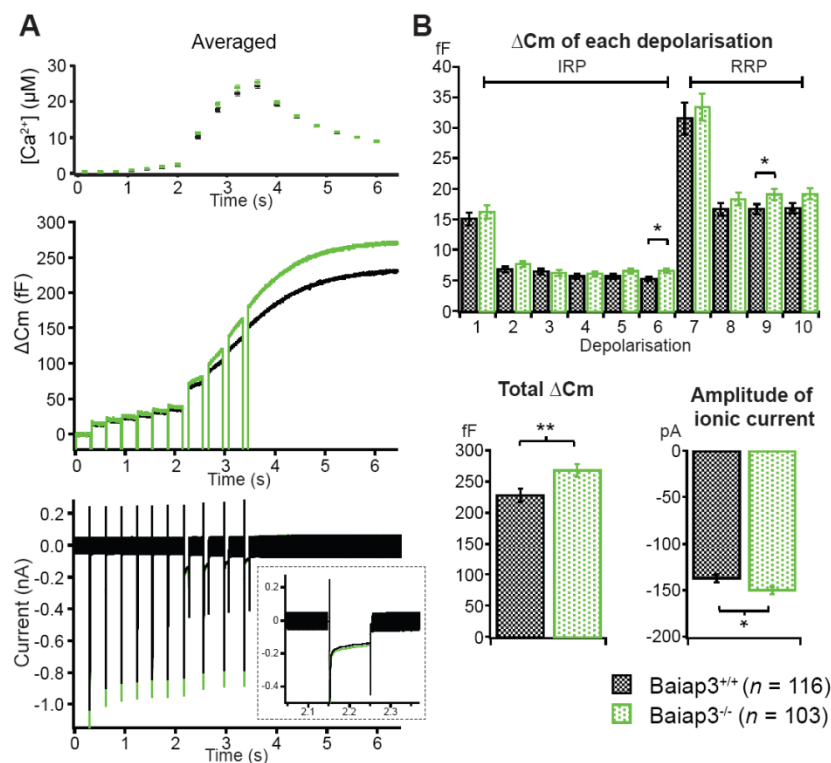 A
Averaged
[Ca²⁺] (µM)
30
20
10
0
0 1 2 3 4 5 6
Time (s)
ΔCm (fF)
300
250
200
150
100
50
0
0 1 2 3 4 5 6
Time (s)
Current (nA)
0.2
0.0
-0.2
-0.4
-0.6
-0.8
-1.0
0 1 2 3 4 5 6
Time (s)
0.2
0
-0.2
-0.4
2.1 2.2 2.3
B
ΔCm of each depolarisation
fF
IRP RRP
40
35
30
25
20
15
10
5
0
* *
1 2 3 4 5 6 7 8 9 10
Depolarisation
Total ΔCm
fF
300
250
200
150
100
50
0
**
Amplitude of
ionic current
pA
0
-50
-100
-150
-200
*
Baiap3⁺/⁺ (n = 116)
Baiap3⁻/⁻ (n = 103)